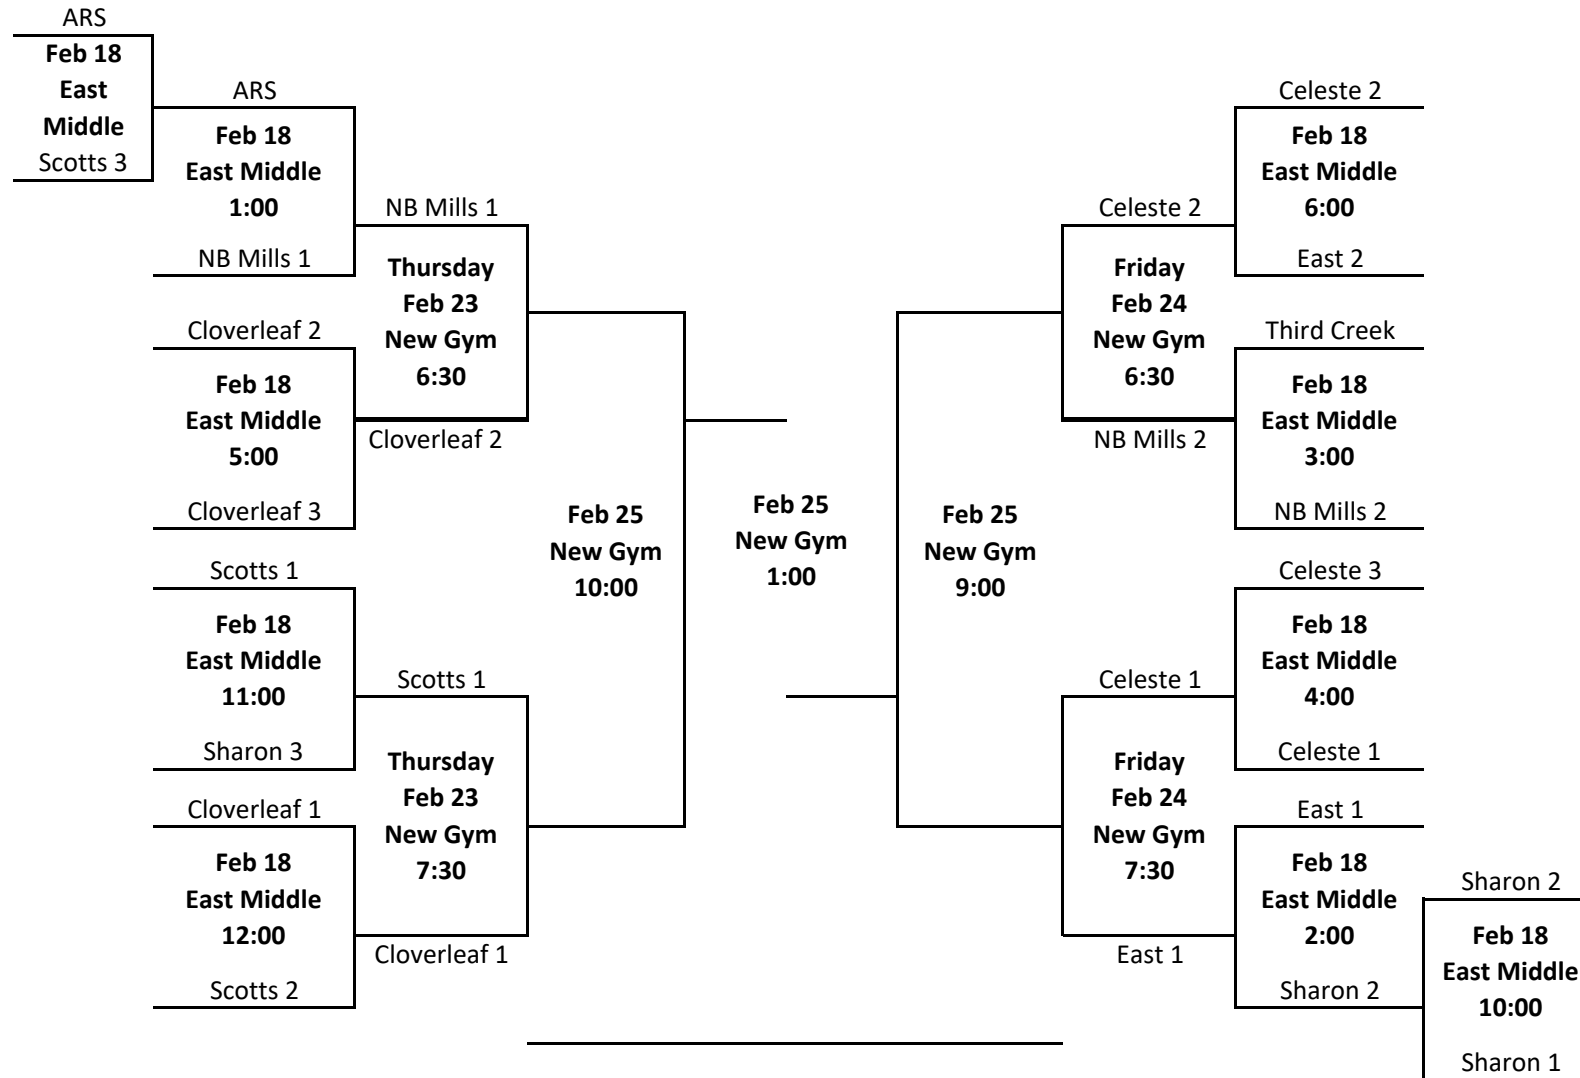 ARS
Feb 18
East
Middle
Scotts 3
ARS
Feb 18
East Middle
1:00
NB Mills 1
Cloverleaf 2
Feb 18
East Middle
5:00
Cloverleaf 3
Scotts 1
Feb 18
East Middle
11:00
Sharon 3
Cloverleaf 1
Feb 18
East Middle
12:00
Scotts 2
NB Mills 1
Thursday
Feb 23
New Gym
6:30
Cloverleaf 2
Scotts 1
Thursday
Feb 23
New Gym
7:30
Cloverleaf 1
Feb 25
New Gym
10:00
Feb 25
New Gym
1:00
Feb 25
New Gym
9:00
Celeste 2
Friday
Feb 24
New Gym
6:30
NB Mills 2
Celeste 1
Friday
Feb 24
New Gym
7:30
East 1
Celeste 2
Feb 18
East Middle
6:00
East 2
Third Creek
Feb 18
East Middle
3:00
NB Mills 2
Celeste 3
Feb 18
East Middle
4:00
Celeste 1
East 1
Feb 18
East Middle
2:00
Sharon 2
Sharon 2
Feb 18
East Middle
10:00
Sharon 1